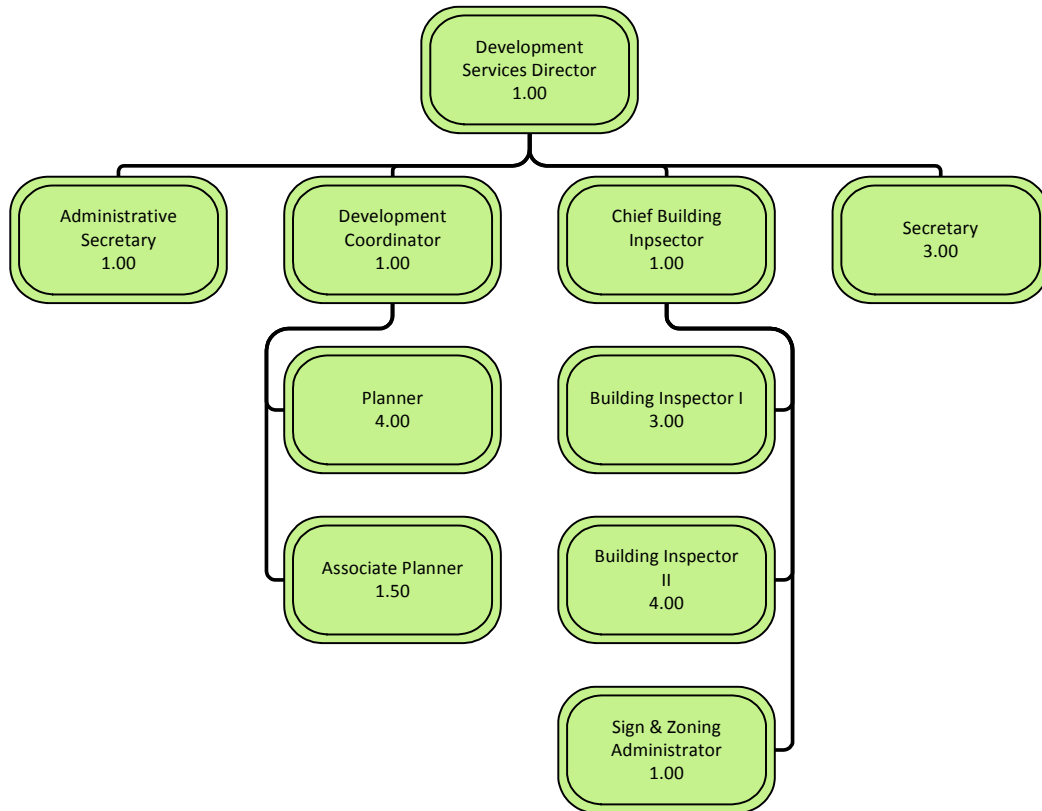 Development
Services Director
1.00
Administrative
Secretary
1.00
Development
Coordinator
1.00
Chief Building
Inpsector
1.00
Secretary
3.00
Planner
4.00
Building Inspector I
3.00
Associate Planner
1.50
Building Inspector
II
4.00
Sign & Zoning
Administrator
1.00